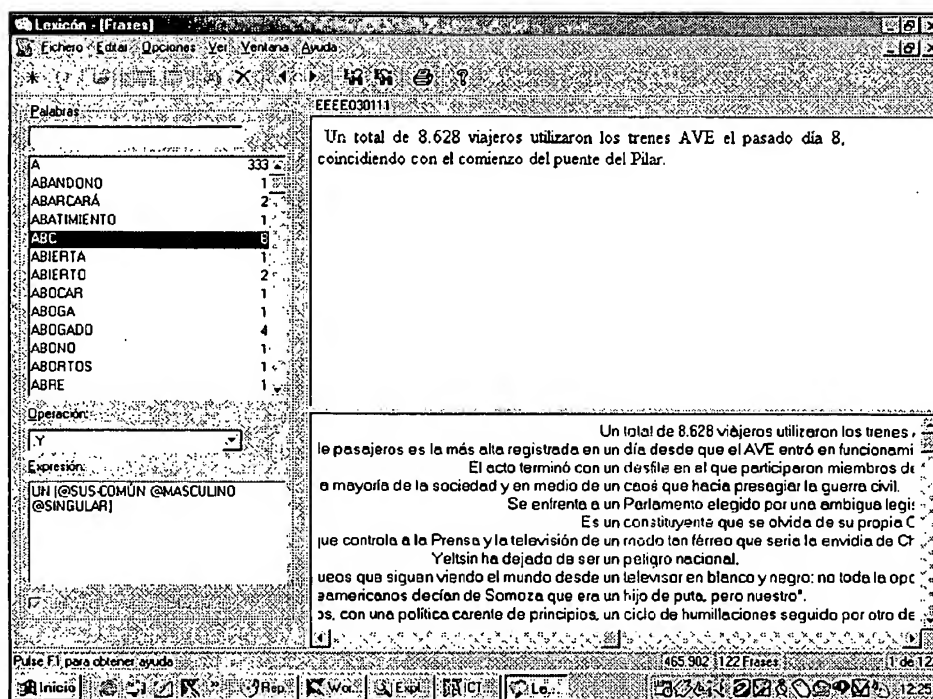 Lexicón - [Frases]
Fichero Editar Opciones Ver Ventana Ayuda
Palabras
EEEE030111
Un total de 8.628 viajeros utilizaron los trenes AVE el pasado día 8,
coincidiendo con el comienzo del puente del Pilar.
A 333
ABANDONO 1
ABARCARÁ 2
ABATIMIENTO 1
ABC 8
ABIERTA 1
ABIERTO 2
ABOCAR 1
ABOGA 1
ABOGADO 4
ABONO 1
ABORTOS 1
ABRE 1
Operación:
Y
Expresión:
UN [@SUS-COMÚN @MASCULINO
@SINGULAR]
Un total de 8.628 viajeros utilizaron los trenes
le pasajeros es la más alta registrada en un día desde que el AVE entró en funcionami
El acto terminó con un desfile en el que participaron miembros de
a mayoría de la sociedad y en medio de un caos que hacía presagiar la guerra civil.
Se enfrenta a un Parlamento elegido por una ambigua legi
Es un constituyente que se olvida de su propia C
ue controla a la Prensa y la televisión de un modo tan férreo que sería la envidia de Ch
Yeltsin ha dejado de ser un peligro nacional.
ueos que siguan viendo el mundo desde un televisor en blanco y negro: no toda la opc
eamericanos decían de Somoza que era un hijo de puta, pero nuestro".
os, con una política carente de principios, un ciclo de humillaciones seguido por otro de
Pulse F1 para obtener ayuda 465.902 122 Frases 1 de 12
Inicio Rep.. Wo.. Expl.. ICT Le.. 2:29